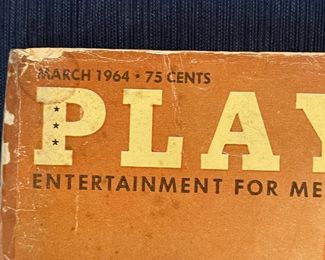 MARCH 1964 • 75 CENTS
PLAY
ENTERTAINMENT FOR ME